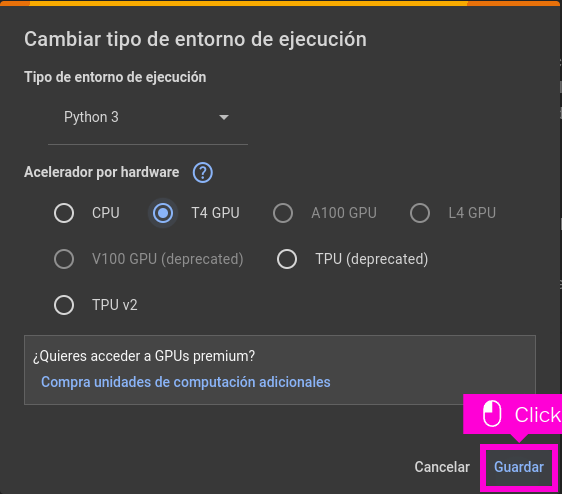 Cambiar tipo de entorno de ejecución
Tipo de entorno de ejecución
Python 3
Acelerador por hardware ?
CPU T4 GPU A100 GPU L4 GPU
V100 GPU (deprecated) TPU (deprecated)
TPU v2
¿Quieres acceder a GPUs premium?
Compra unidades de computación adicionales
Click
Cancelar Guardar